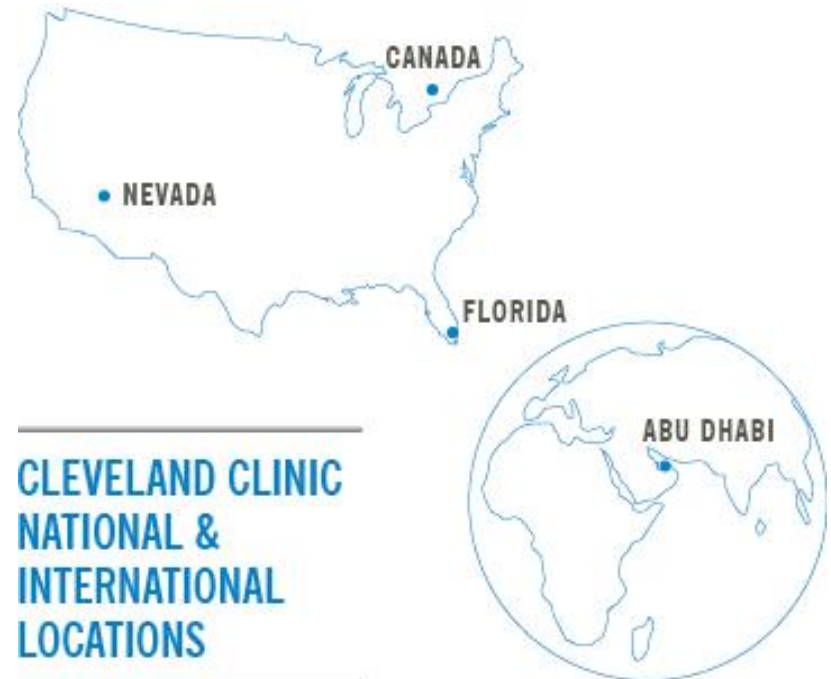 CANADA
NEVADA
FLORIDA
ABU DHABI
CLEVELAND CLINIC
NATIONAL &
INTERNATIONAL
LOCATIONS